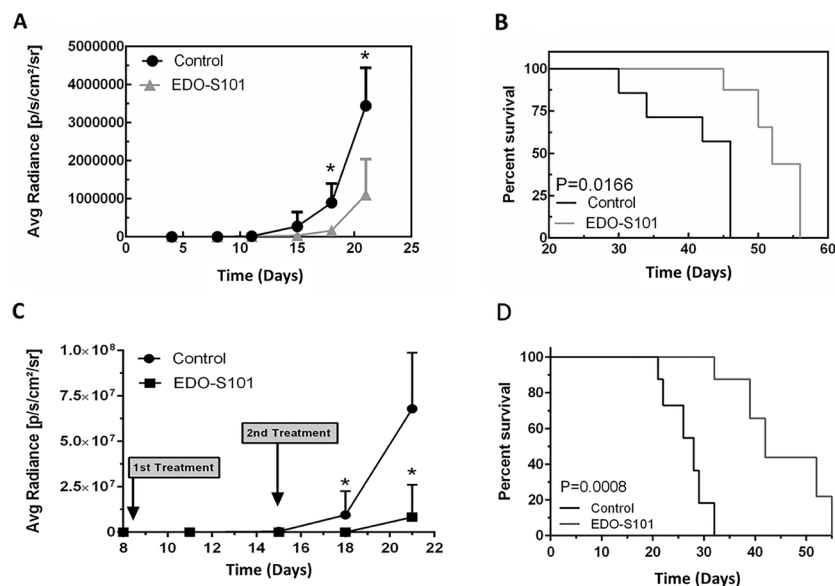 A
Avg Radiance [p/s/cm²/sr]
5000000
4000000
3000000
2000000
1000000
0
Control
EDO-S101
*
*
0 5 10 15 20 25
Time (Days)
B
Percent survival
100
75
50
25
0
P=0.0166
Control
EDO-S101
20 30 40 50 60
Time (Days)
C
Avg Radiance [p/s/cm²/sr]
1.0×10⁸
7.5×10⁷
5.0×10⁷
2.5×10⁷
0
Control
EDO-S101
1st Treatment
2nd Treatment
*
*
8 10 12 14 16 18 20 22
Time (Days)
D
Percent survival
100
80
60
40
20
0
P=0.0008
Control
EDO-S101
0 10 20 30 40 50
Time (Days)